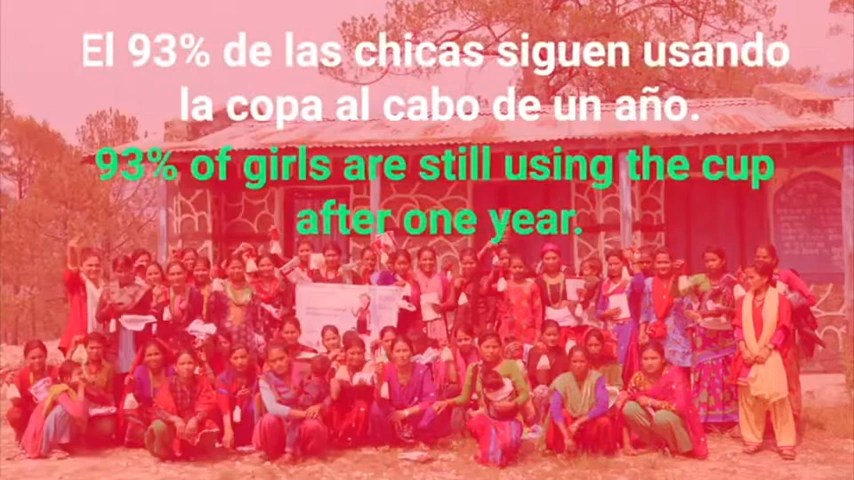 El 93% de las chicas siguen usando
la copa al cabo de un año.
93% of girls are still using the cup
after one year.